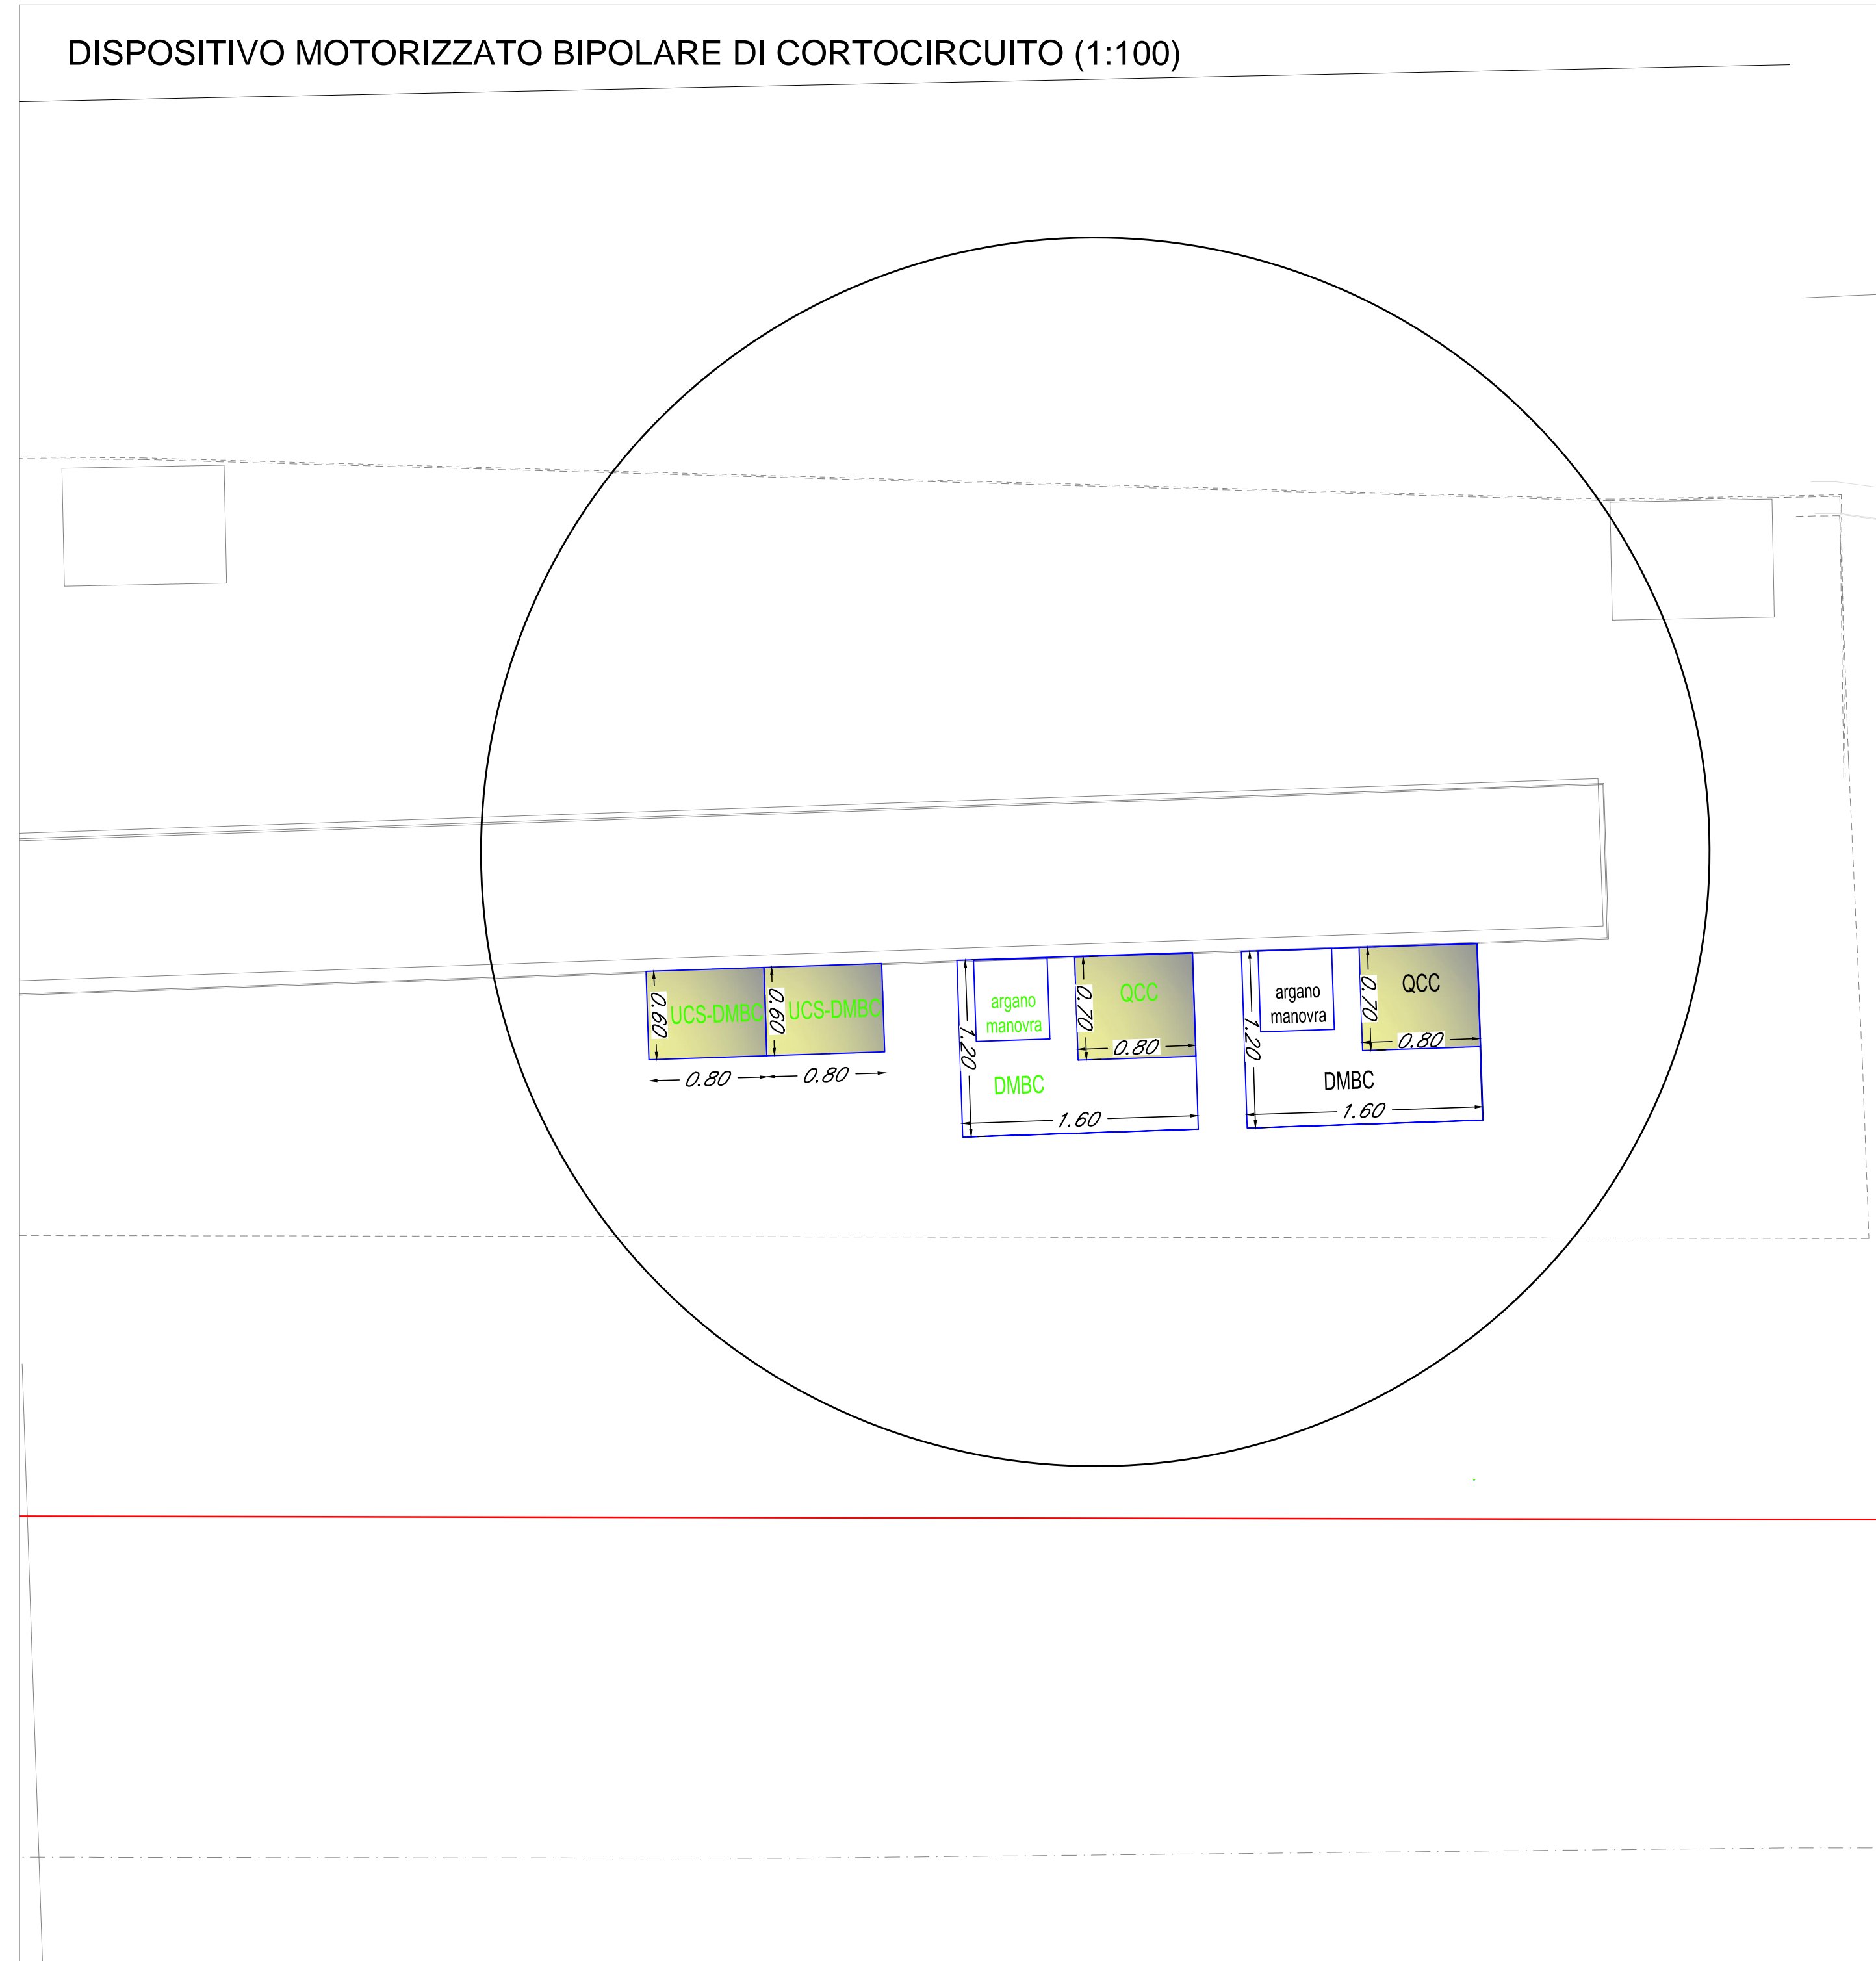 DISPOSITIVO MOTORIZZATO BIPOLARE DI CORTOCIRCUITO (1:100)
0.60
UCS-DMBC
0.60
UCS-DMBC
0.80
0.80
1.20
argano
manovra
0.70
QCC
0.80
DMBC
1.60
1.20
argano
manovra
0.70
QCC
0.80
DMBC
1.60